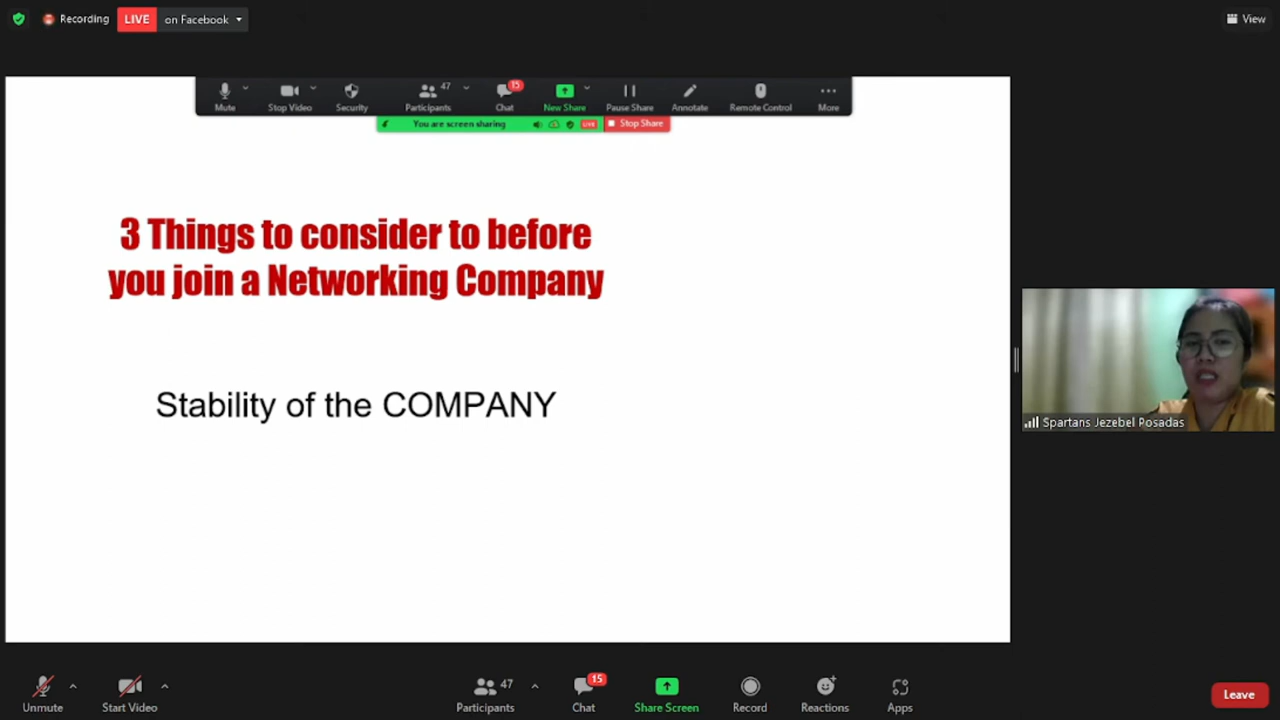 Recording
LIVE
on Facebook
View
47
15
Mute
Stop Video
Security
Participants
Chat
New Share
Pause Share
Annotate
Remote Control
More
You are screen sharing
LIVE
Stop Share
3 Things to consider to before
you join a Networking Company
Stability of the COMPANY
Spartans Jezebel Posadas
47
15
Unmute
Start Video
Participants
Chat
Share Screen
Record
Reactions
Apps
Leave